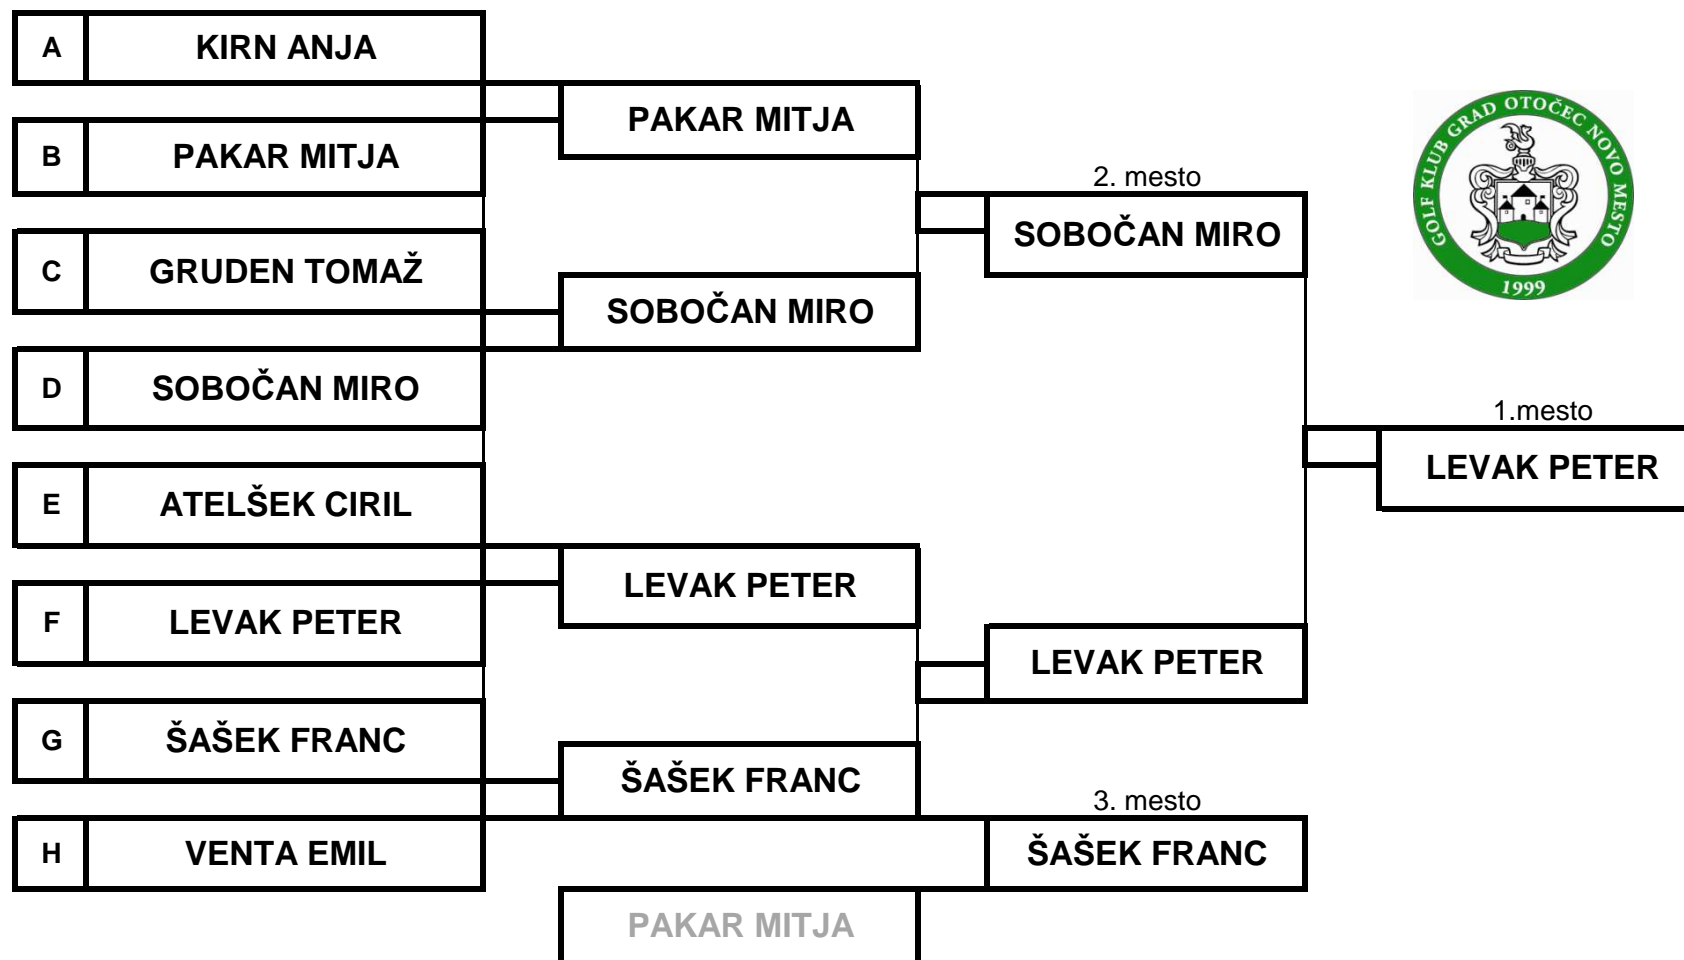 A KIRN ANJA
PAKAR MITJA
B PAKAR MITJA
2. mesto
SOBOČAN MIRO
C GRUDEN TOMAŽ
SOBOČAN MIRO
D SOBOČAN MIRO
GOLF KLUB GRAD OTOČEC NOVO MESTO
1999
1.mesto
LEVAK PETER
E ATELŠEK CIRIL
LEVAK PETER
F LEVAK PETER
LEVAK PETER
G ŠAŠEK FRANC
ŠAŠEK FRANC
3. mesto
H VENTA EMIL
ŠAŠEK FRANC
PAKAR MITJA